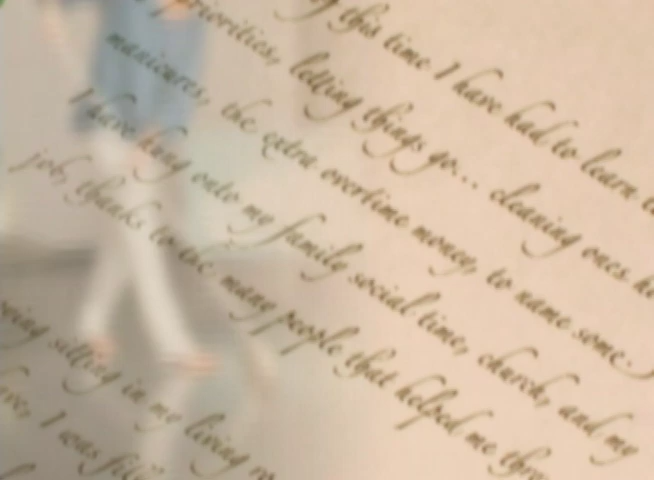 this time I have had to learn
priorities, letting things go... cleaning ones
manicures, the extra overtime money, to name some.
I have hung onto my family social time, church, and my
job, thanks to the many people that helped me
sitting in my living
I was